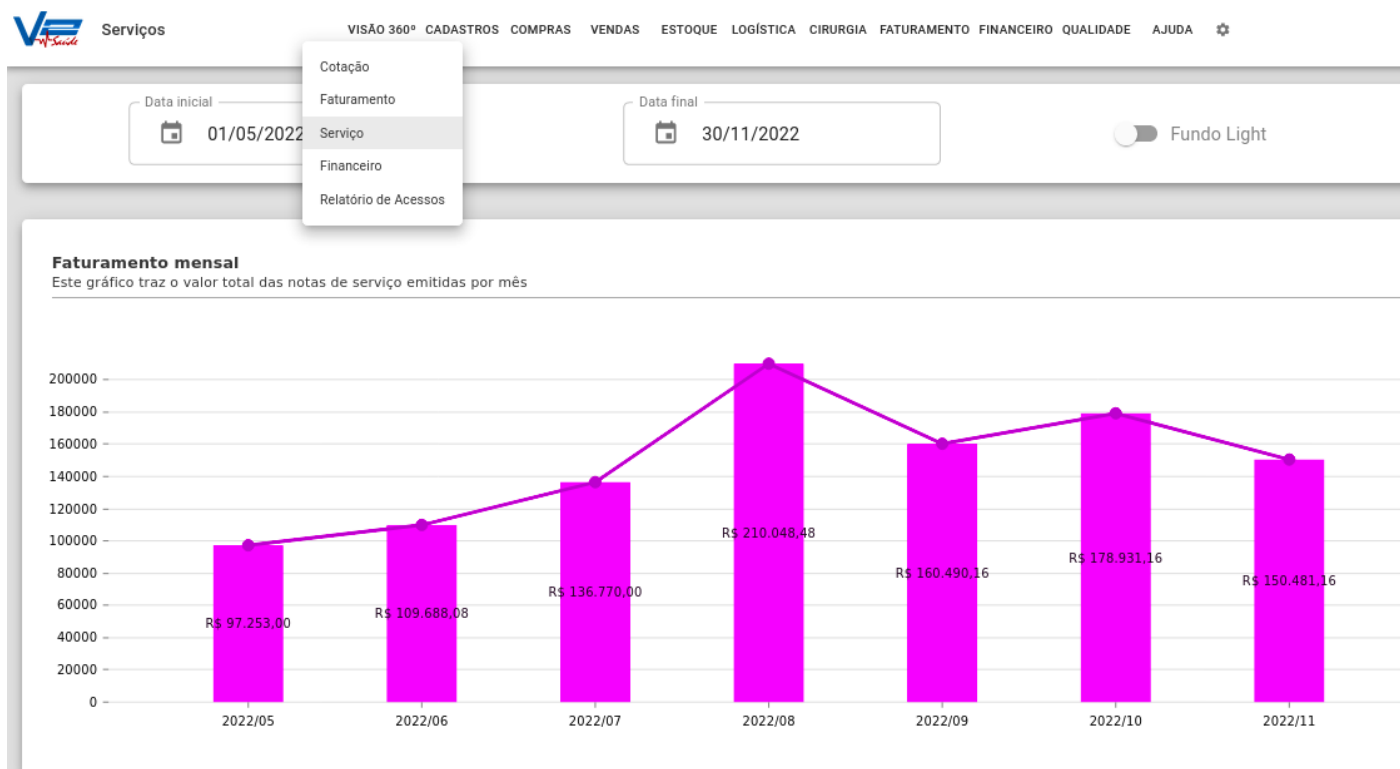 VP Saúde
Serviços
VISÃO 360º CADASTROS COMPRAS VENDAS ESTOQUE LOGÍSTICA CIRURGIA FATURAMENTO FINANCEIRO QUALIDADE AJUDA
Cotação
Faturamento
Serviço
Financeiro
Relatório de Acessos
Data inicial
01/05/2022
Data final
30/11/2022
Fundo Light
Faturamento mensal
Este gráfico traz o valor total das notas de serviço emitidas por mês
200000
180000
160000
140000
120000
100000
80000
60000
40000
20000
0
R$ 97.253,00
R$ 109.688,08
R$ 136.770,00
R$ 210.048,48
R$ 160.490,16
R$ 178.931,16
R$ 150.481,16
2022/05 2022/06 2022/07 2022/08 2022/09 2022/10 2022/11